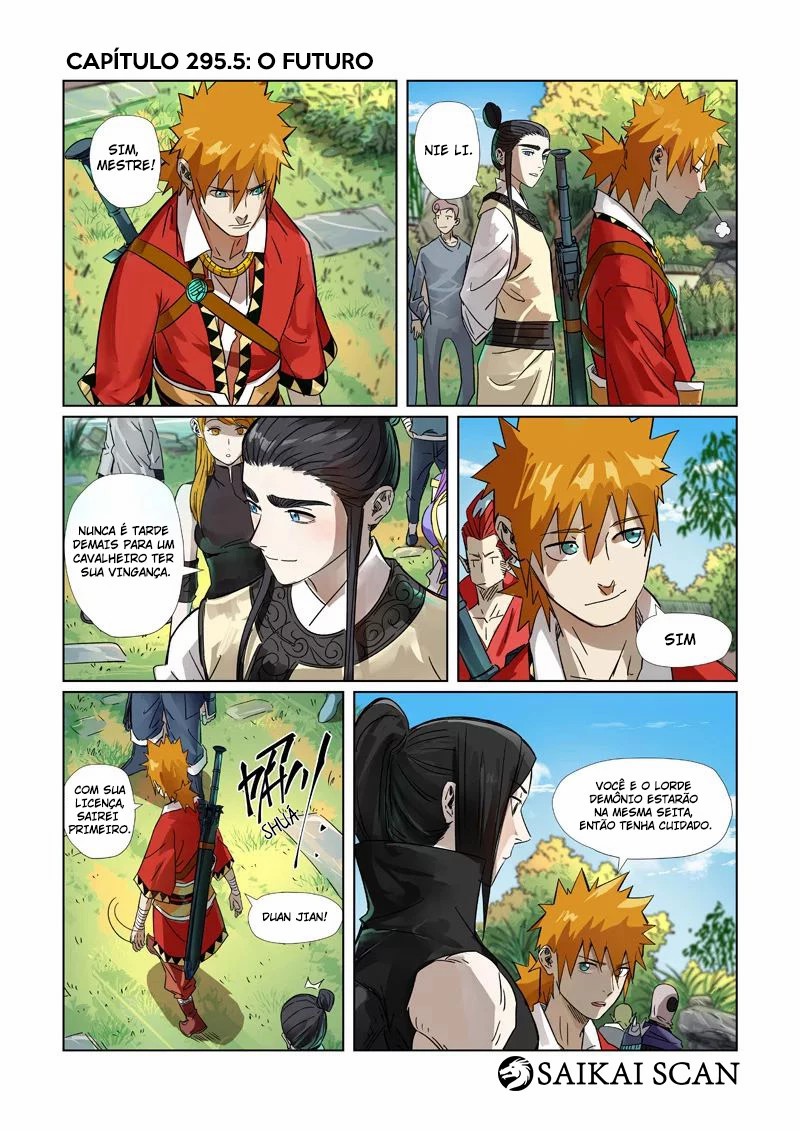 CAPÍTULO 295.5: O FUTURO
SIM,
MESTRE!
NIE LI.
NUNCA É TARDE
DEMAIS PARA UM
CAVALHEIRO TER
SUA VINGANÇA.
SIM
COM SUA
LICENÇA,
SAIREI
PRIMEIRO.
SHUÁ
DUAN JIAN!
VOCÊ E O LORDE
DEMÔNIO ESTARÃO
NA MESMA SEITA,
ENTÃO TENHA CUIDADO.
SAIKAI SCAN